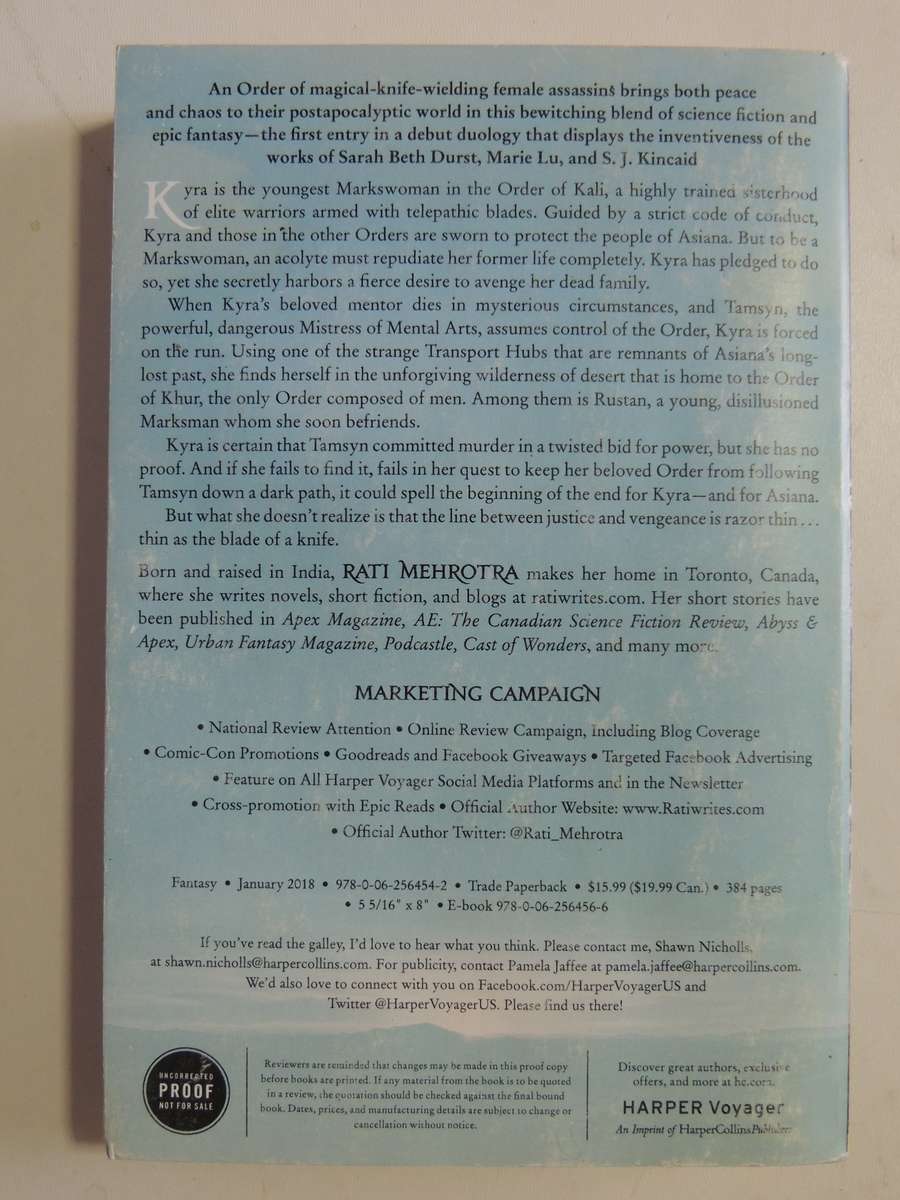 An Order of magical-knife-wielding female assassins brings both peace
and chaos to their postapocalyptic world in this bewitching blend of science fiction and
epic fantasy—the first entry in a debut duology that displays the inventiveness of the
works of Sarah Beth Durst, Marie Lu, and S. J. Kincaid
Kyra is the youngest Markswoman in the Order of Kali, a highly trained sisterhood
of elite warriors armed with telepathic blades. Guided by a strict code of conduct,
Kyra and those in the other Orders are sworn to protect the people of Asiana. But to be a
Markswoman, an acolyte must repudiate her former life completely. Kyra has pledged to do
so, yet she secretly harbors a fierce desire to avenge her dead family.
When Kyra's beloved mentor dies in mysterious circumstances, and Tamsyn, the
powerful, dangerous Mistress of Mental Arts, assumes control of the Order, Kyra is forced
on the run. Using one of the strange Transport Hubs that are remnants of Asiana's long-
lost past, she finds herself in the unforgiving wilderness of desert that is home to the Order
of Khur, the only Order composed of men. Among them is Rustan, a young, disillusioned
Marksman whom she soon befriends.
Kyra is certain that Tamsyn committed murder in a twisted bid for power, but she has no
proof. And if she fails to find it, fails in her quest to keep her beloved Order from following
Tamsyn down a dark path, it could spell the beginning of the end for Kyra—and for Asiana.
But what she doesn't realize is that the line between justice and vengeance is razor thin...
thin as the blade of a knife.
Born and raised in India, RATI MEHROTRA makes her home in Toronto, Canada,
where she writes novels, short fiction, and blogs at ratiwrites.com. Her short stories have
been published in Apex Magazine, AE: The Canadian Science Fiction Review, Abyss &
Apex, Urban Fantasy Magazine, Podcastle, Cast of Wonders, and many more.
MARKETING CAMPAIGN
• National Review Attention • Online Review Campaign, Including Blog Coverage
• Comic-Con Promotions • Goodreads and Facebook Giveaways • Targeted Facebook Advertising
• Feature on All Harper Voyager Social Media Platforms and in the Newsletter
• Cross-promotion with Epic Reads • Official Author Website: www.Ratiwrites.com
• Official Author Twitter: @Rati_Mehrotra
Fantasy • January 2018 • 978-0-06-256454-2 • Trade Paperback • $15.99 ($19.99 Can.) • 384 pages
• 5 5/16" x 8" • E-book 978-0-06-256456-6
If you've read the galley, I'd love to hear what you think. Please contact me, Shawn Nicholls,
at shawn.nicholls@harpercollins.com. For publicity, contact Pamela Jaffee at pamela.jaffee@harpercollins.com.
We'd also love to connect with you on Facebook.com/HarperVoyagerUS and
Twitter @HarperVoyagerUS. Please find us there!
UNCORRECTED
PROOF
NOT FOR SALE
Reviewers are reminded that changes may be made in this proof copy
before books are printed. If any material from the book is to be quoted
in a review, the quotation should be checked against the final bound
book. Dates, prices, and manufacturing details are subject to change or
cancellation without notice.
Discover great authors, exclusive
offers, and more at hc.com.
HARPER Voyager
An Imprint of HarperCollinsPublishers